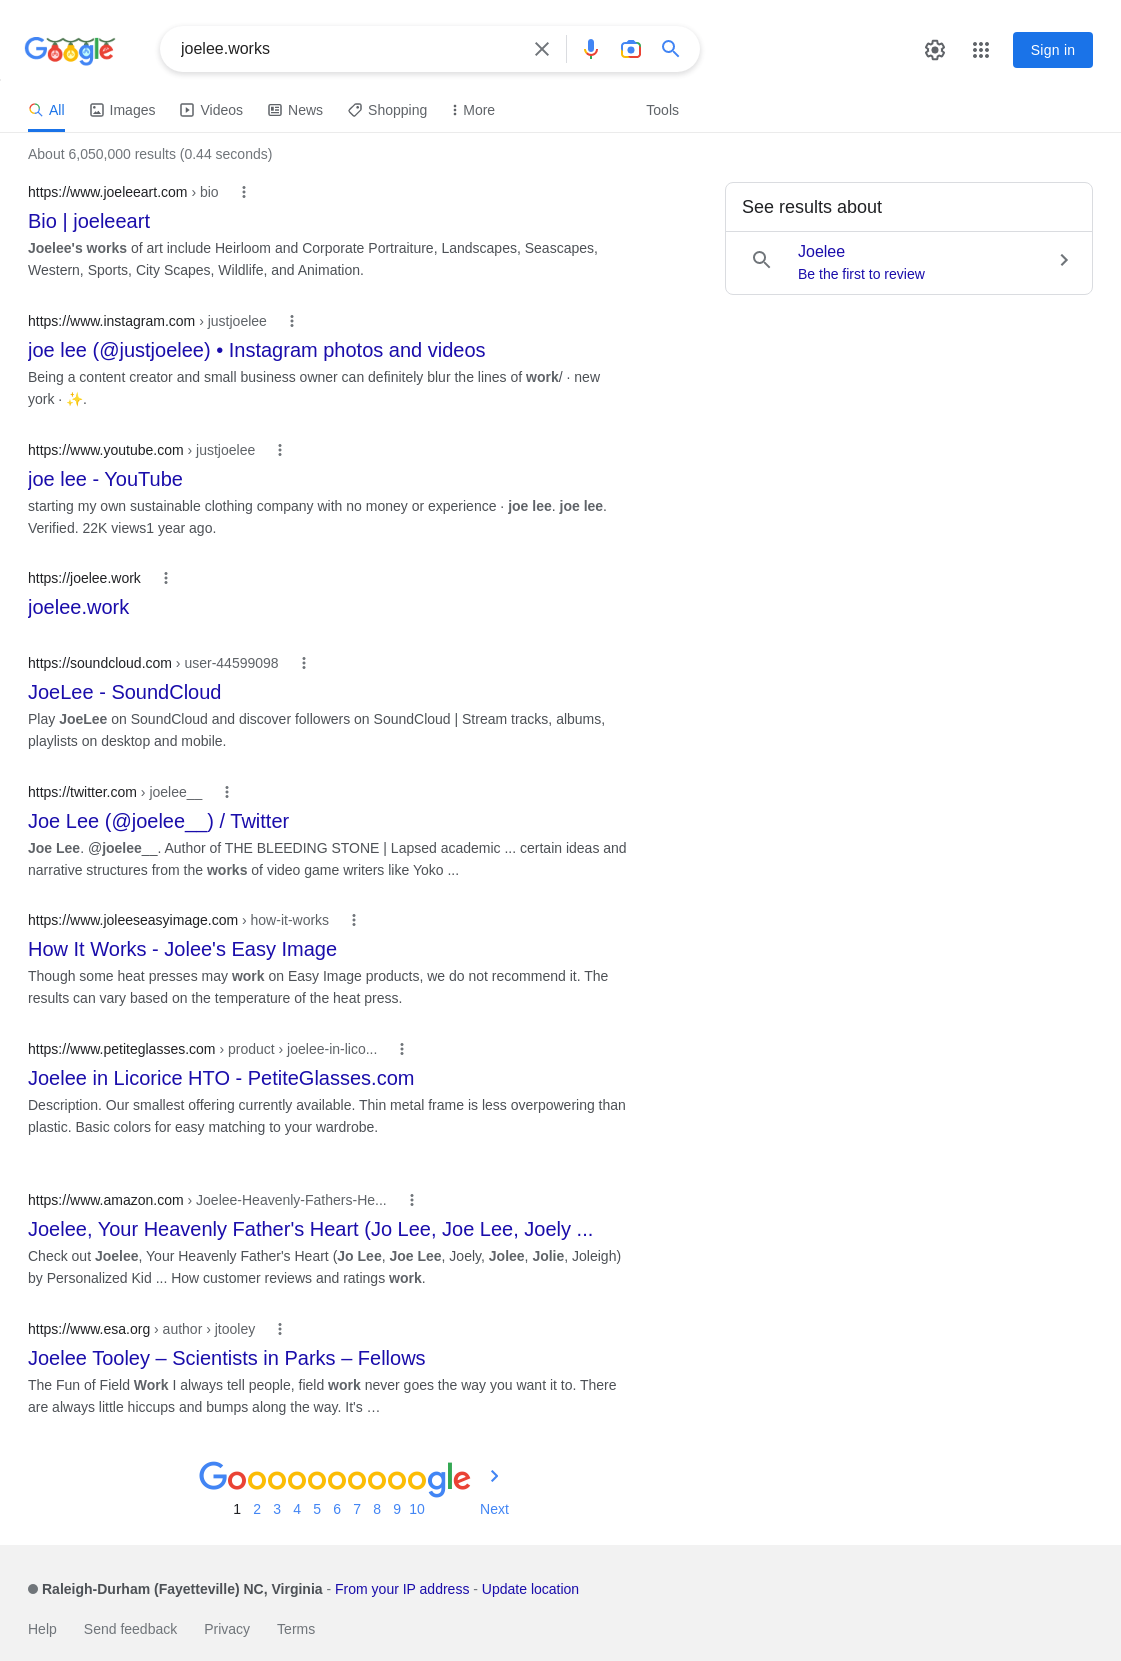 Google
joelee.works
Sign in
All
Images
Videos
News
Shopping
More
Tools
About 6,050,000 results (0.44 seconds)
https://www.joeleeart.com › bio
Bio | joeleeart
Joelee's works of art include Heirloom and Corporate Portraiture, Landscapes, Seascapes,
Western, Sports, City Scapes, Wildlife, and Animation.
https://www.instagram.com › justjoelee
joe lee (@justjoelee) • Instagram photos and videos
Being a content creator and small business owner can definitely blur the lines of work/ · new
york · ✨.
https://www.youtube.com › justjoelee
joe lee - YouTube
starting my own sustainable clothing company with no money or experience · joe lee. joe lee.
Verified. 22K views1 year ago.
https://joelee.work
joelee.work
https://soundcloud.com › user-44599098
JoeLee - SoundCloud
Play JoeLee on SoundCloud and discover followers on SoundCloud | Stream tracks, albums,
playlists on desktop and mobile.
https://twitter.com › joelee__
Joe Lee (@joelee__) / Twitter
Joe Lee. @joelee__. Author of THE BLEEDING STONE | Lapsed academic ... certain ideas and
narrative structures from the works of video game writers like Yoko ...
https://www.joleeseasyimage.com › how-it-works
How It Works - Jolee's Easy Image
Though some heat presses may work on Easy Image products, we do not recommend it. The
results can vary based on the temperature of the heat press.
https://www.petiteglasses.com › product › joelee-in-lico...
Joelee in Licorice HTO - PetiteGlasses.com
Description. Our smallest offering currently available. Thin metal frame is less overpowering than
plastic. Basic colors for easy matching to your wardrobe.
https://www.amazon.com › Joelee-Heavenly-Fathers-He...
Joelee, Your Heavenly Father's Heart (Jo Lee, Joe Lee, Joely ...
Check out Joelee, Your Heavenly Father's Heart (Jo Lee, Joe Lee, Joely, Jolee, Jolie, Joleigh)
by Personalized Kid ... How customer reviews and ratings work.
https://www.esa.org › author › jtooley
Joelee Tooley – Scientists in Parks – Fellows
The Fun of Field Work I always tell people, field work never goes the way you want it to. There
are always little hiccups and bumps along the way. It's …
See results about
Joelee
Be the first to review
Goooooooooogle
1 2 3 4 5 6 7 8 9 10 Next
Raleigh-Durham (Fayetteville) NC, Virginia - From your IP address - Update location
Help Send feedback Privacy Terms